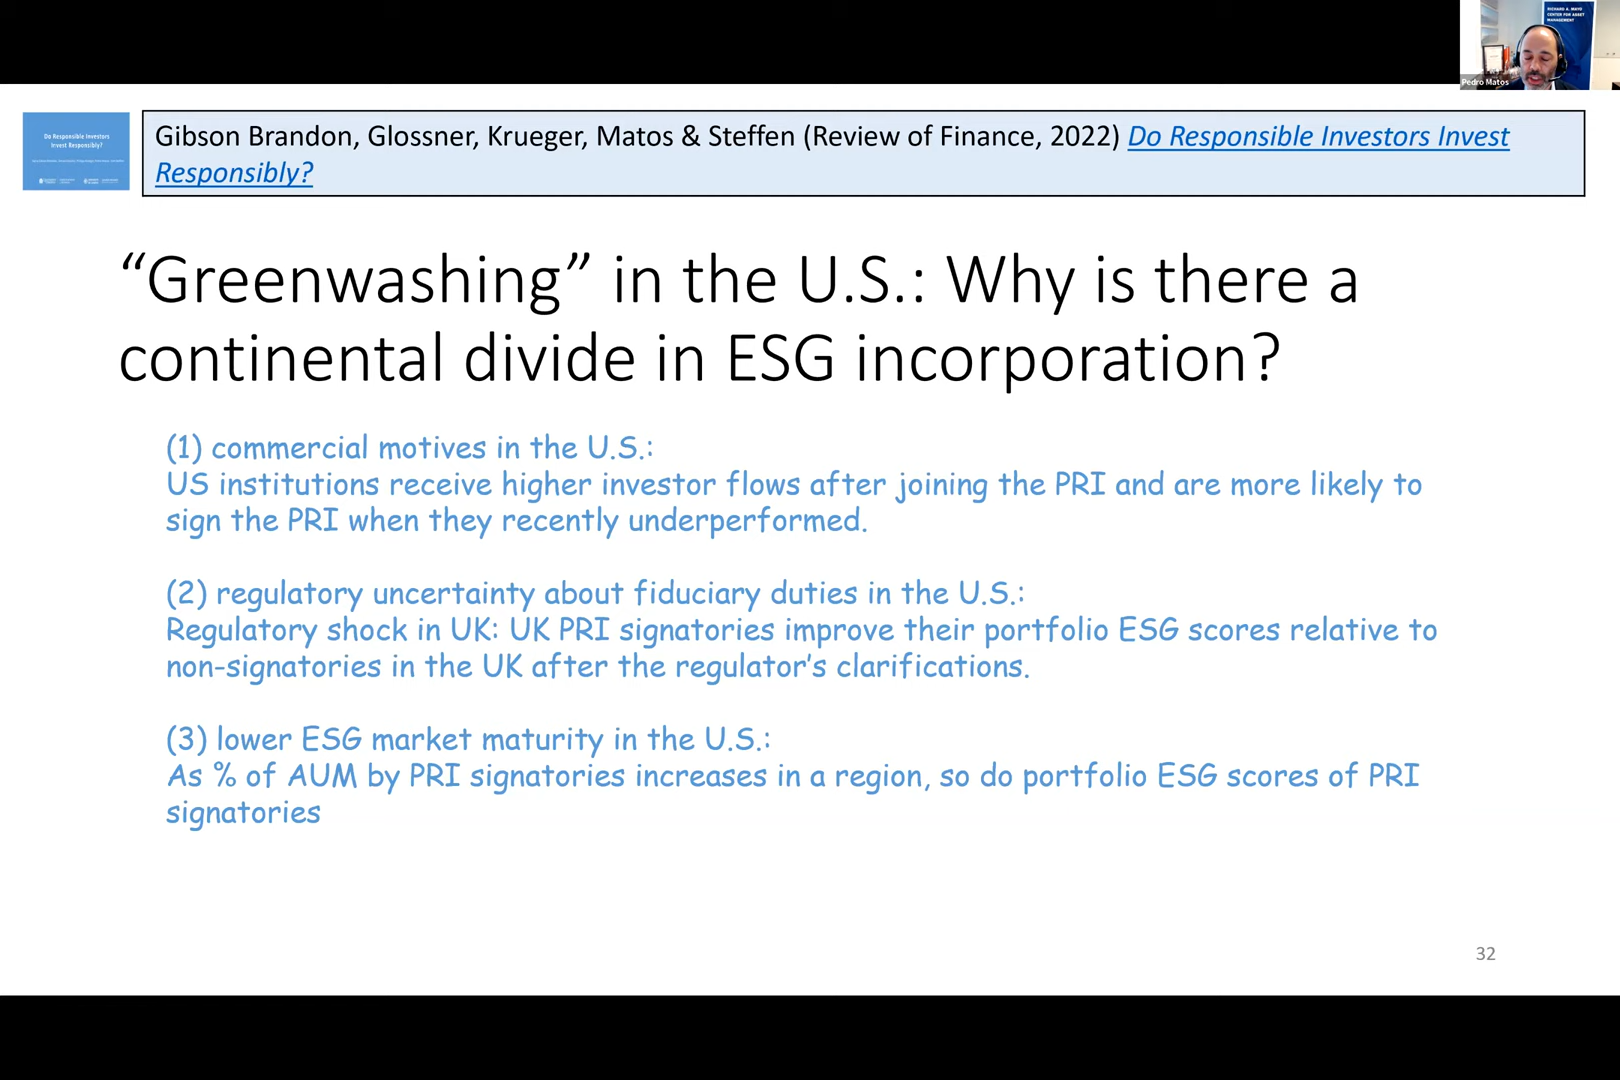 RICHARD A. MAYO
CENTER FOR ASSET
MANAGEMENT
Pedro Matos
Do Responsible Investors
Invest Responsibly?
Gibson Brandon, Glossner, Krueger, Matos & Steffen (Review of Finance, 2022) Do Responsible Investors Invest
Responsibly?
“Greenwashing” in the U.S.: Why is there a
continental divide in ESG incorporation?
(1) commercial motives in the U.S.:
US institutions receive higher investor flows after joining the PRI and are more likely to
sign the PRI when they recently underperformed.
(2) regulatory uncertainty about fiduciary duties in the U.S.:
Regulatory shock in UK: UK PRI signatories improve their portfolio ESG scores relative to
non-signatories in the UK after the regulator’s clarifications.
(3) lower ESG market maturity in the U.S.:
As % of AUM by PRI signatories increases in a region, so do portfolio ESG scores of PRI
signatories
32